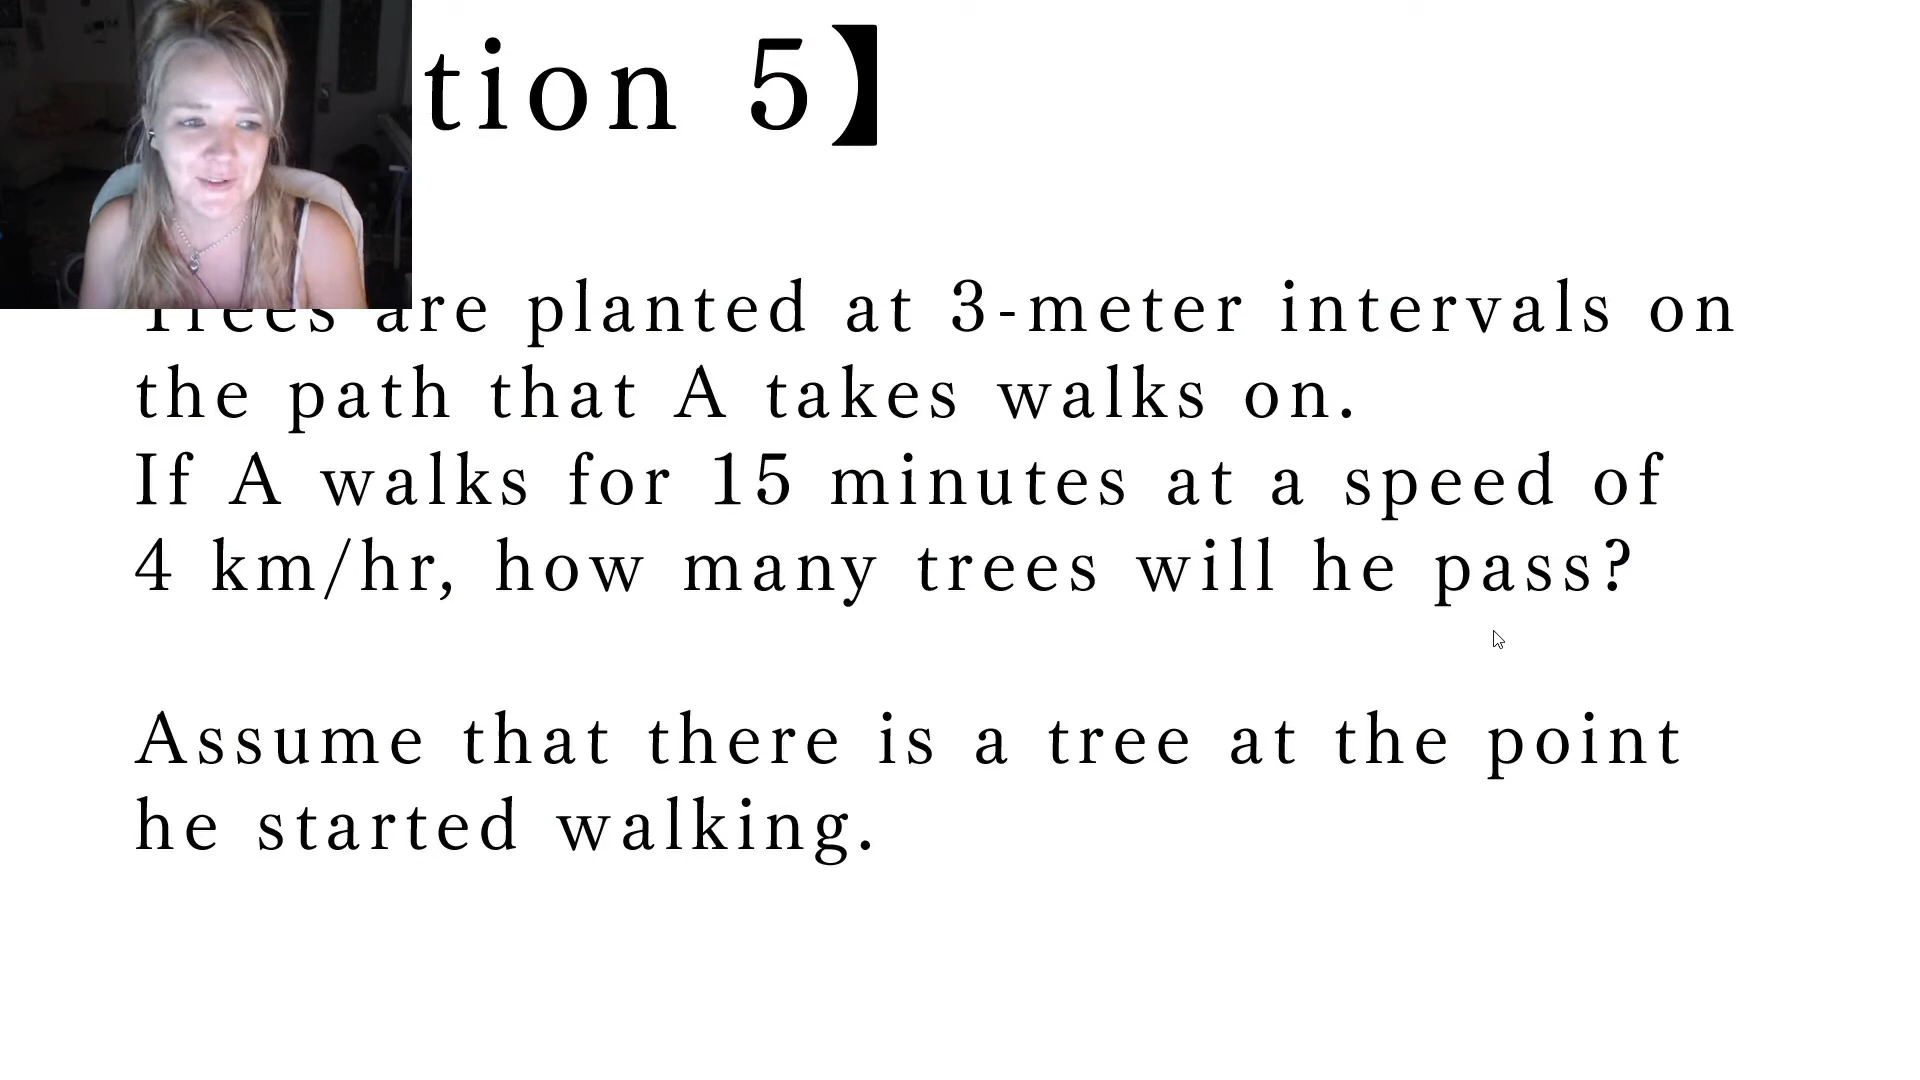 tion 5】
Trees are planted at 3-meter intervals on
the path that A takes walks on.
If A walks for 15 minutes at a speed of
4 km/hr, how many trees will he pass?
Assume that there is a tree at the point
he started walking.